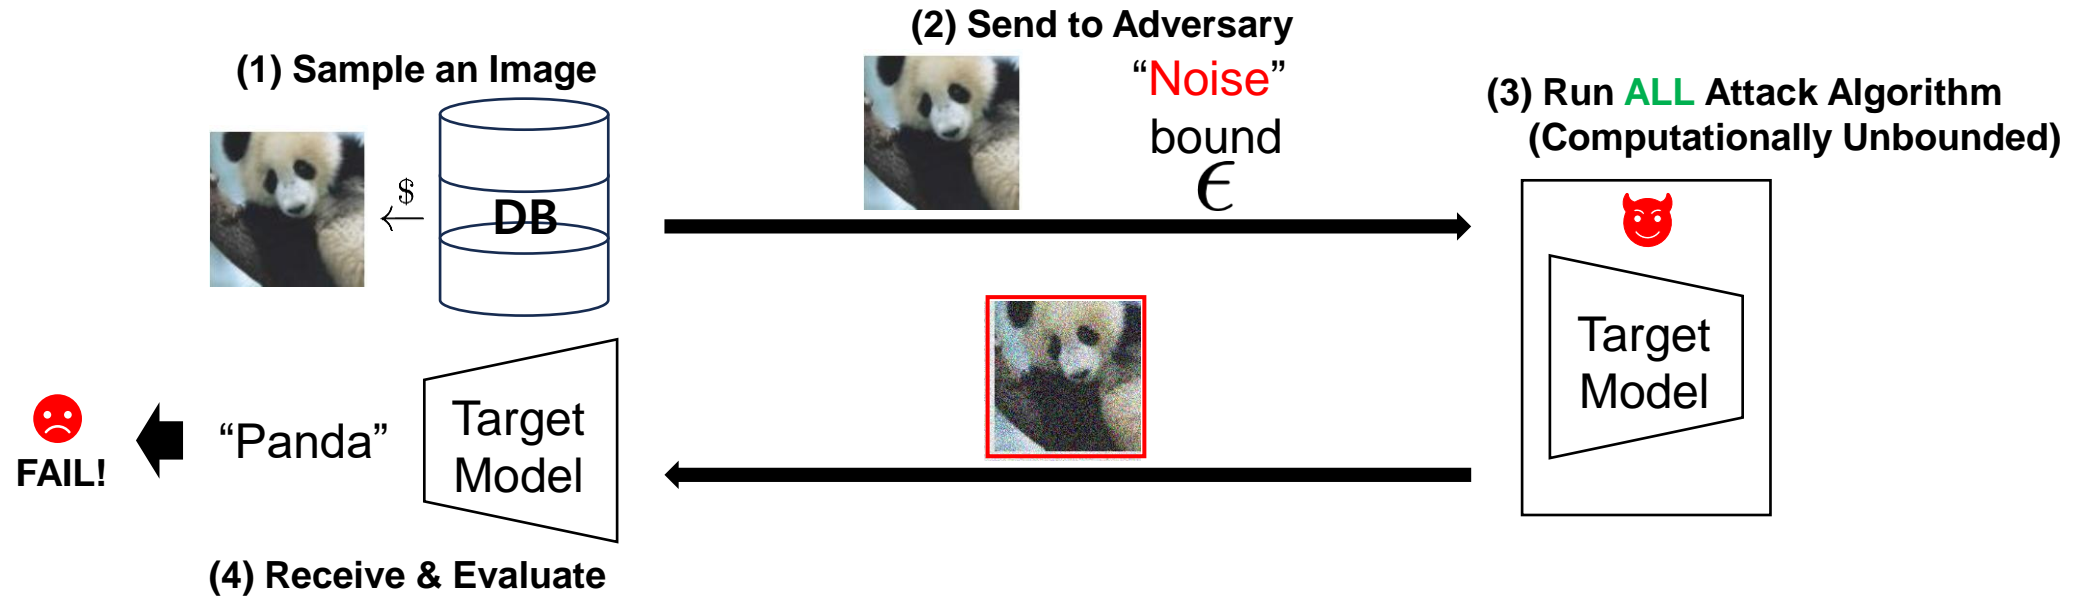 (1) Sample an Image
$
←
DB
(2) Send to Adversary
“Noise”
bound
ϵ
(3) Run ALL Attack Algorithm
(Computationally Unbounded)
Target
Model
Target
Model
“Panda”
FAIL!
(4) Receive & Evaluate